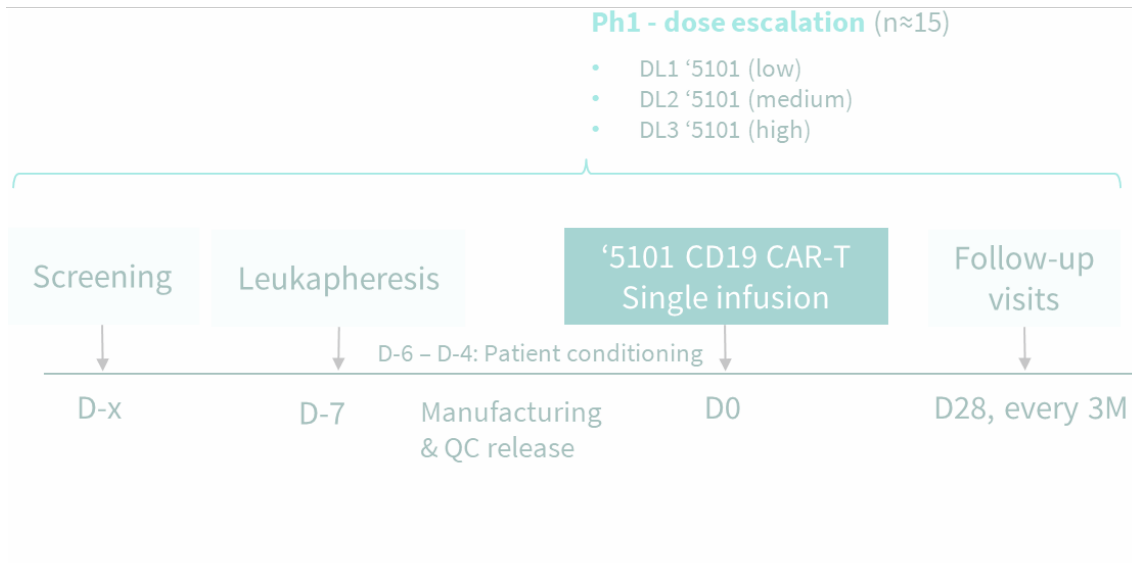 Ph1 - dose escalation (n≈15)
• DL1 ‘5101 (low)
• DL2 ‘5101 (medium)
• DL3 ‘5101 (high)
Screening
Leukapheresis
‘5101 CD19 CAR-T
Single infusion
Follow-up
visits
D-6 – D-4: Patient conditioning
D-x
D-7
Manufacturing
& QC release
D0
D28, every 3M